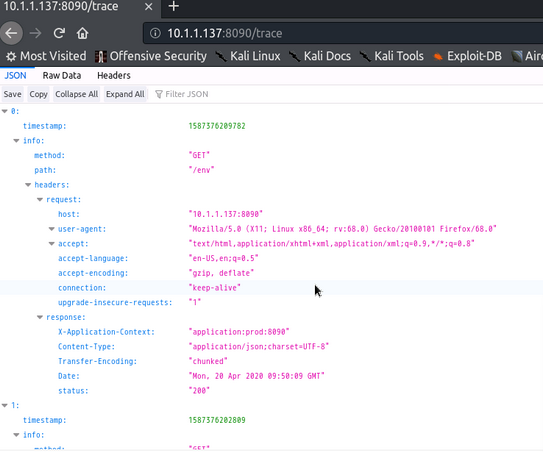 10.1.1.137:8090/trace
10.1.1.137:8090/trace
Most Visited Offensive Security Kali Linux Kali Docs Kali Tools Exploit-DB Airc
JSON Raw Data Headers
Save Copy Collapse All Expand All Filter JSON
0:
timestamp: 1587376209782
info:
method: "GET"
path: "/env"
headers:
request:
host: "10.1.1.137:8090"
user-agent: "Mozilla/5.0 (X11; Linux x86_64; rv:68.0) Gecko/20100101 Firefox/68.0"
accept: "text/html,application/xhtml+xml,application/xml;q=0.9,*/*;q=0.8"
accept-language: "en-US,en;q=0.5"
accept-encoding: "gzip, deflate"
connection: "keep-alive"
upgrade-insecure-requests: "1"
response:
X-Application-Context: "application:prod:8090"
Content-Type: "application/json;charset=UTF-8"
Transfer-Encoding: "chunked"
Date: "Mon, 20 Apr 2020 09:50:09 GMT"
status: "200"
1:
timestamp: 1587376202809
info:
method: "GET"